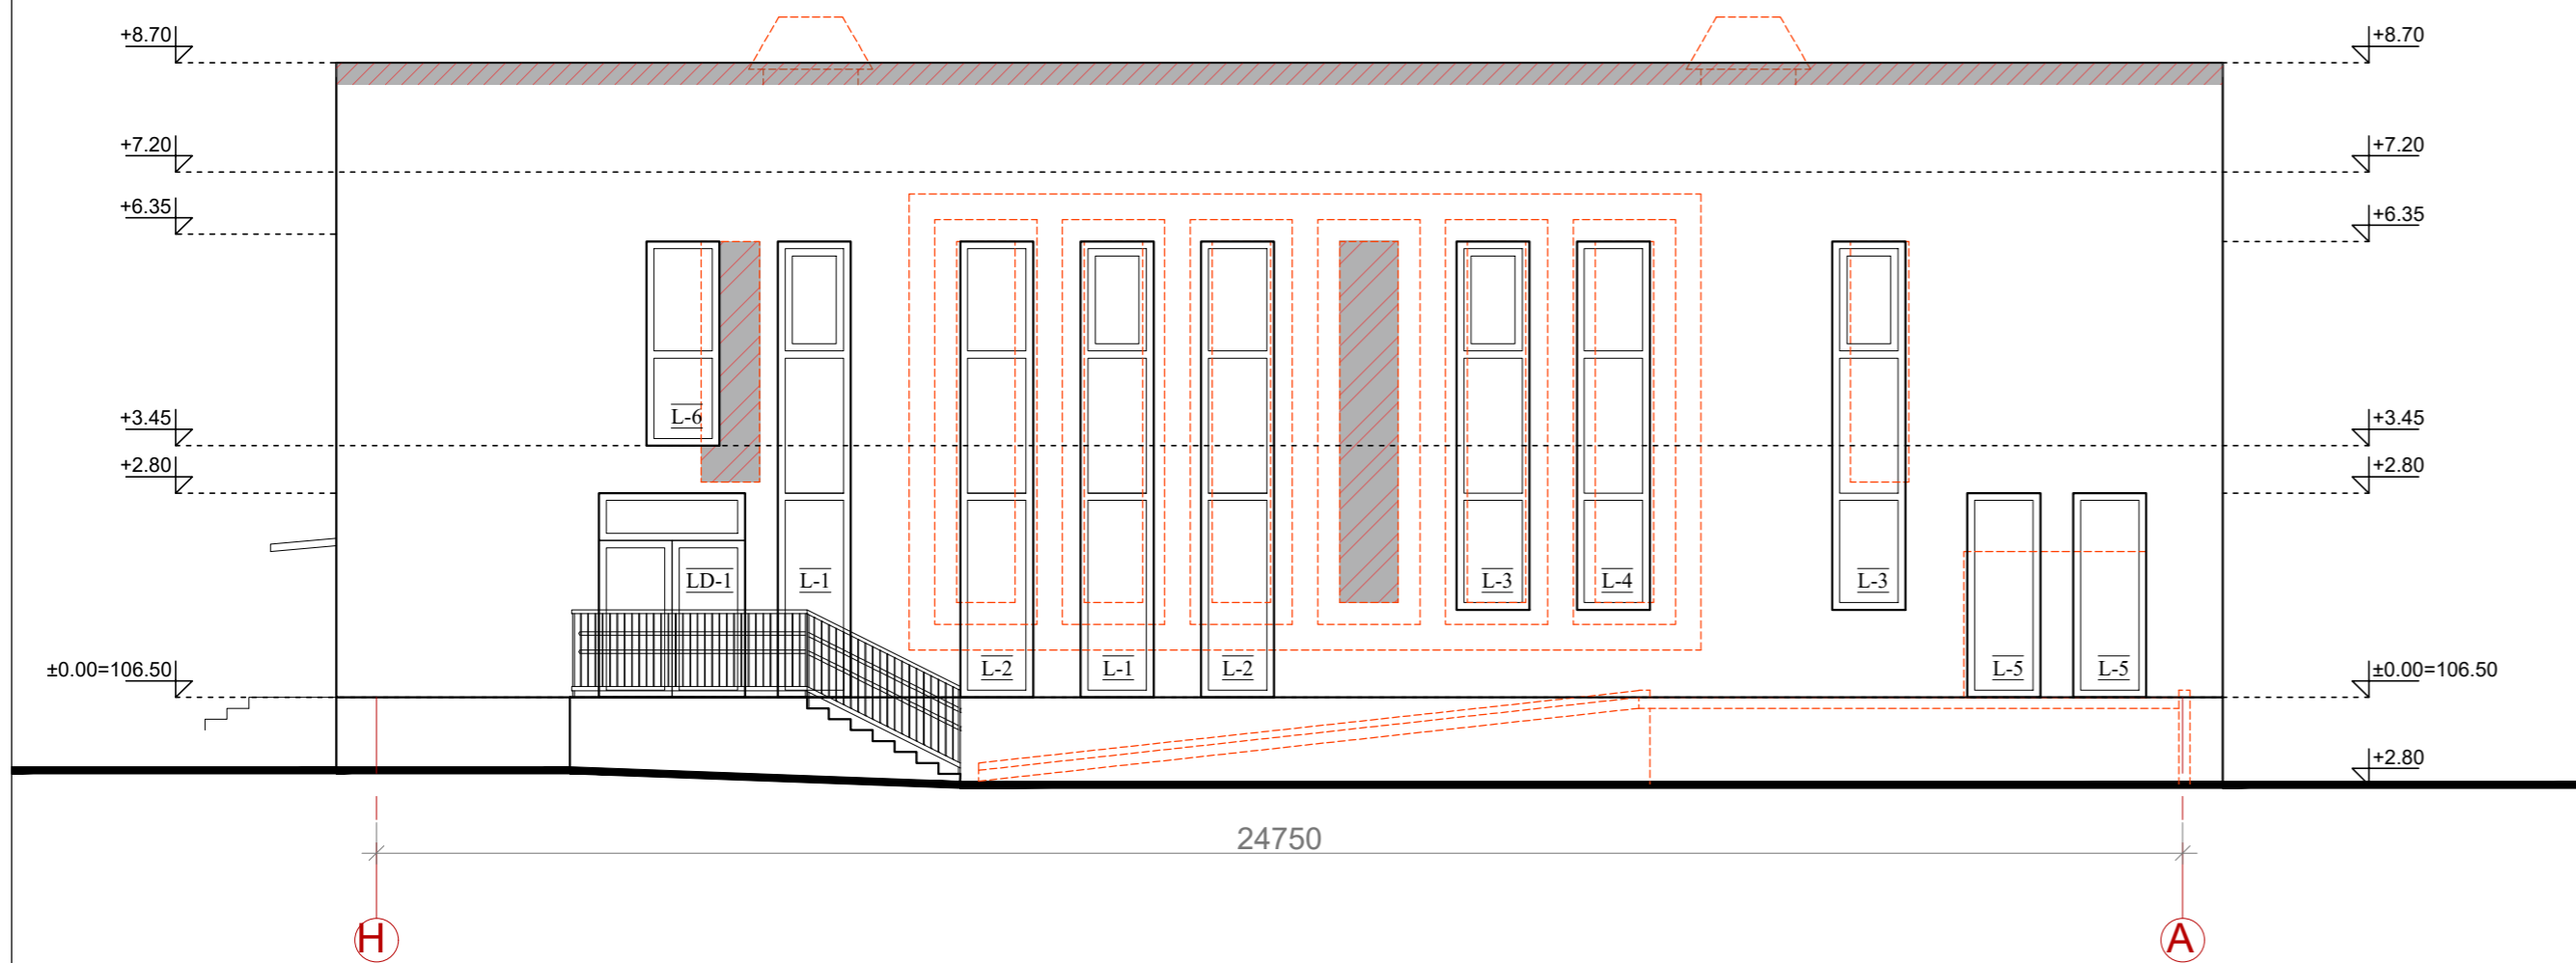 +8.70 +8.70
+7.20 +7.20
+6.35 +6.35
+3.45 L-6 +3.45
+2.80 +2.80
LD-1 L-1 L-3 L-4 L-3
±0.00=106.50 L-2 L-1 L-2 L-5 L-5 ±0.00=106.50
+2.80
24750
H A